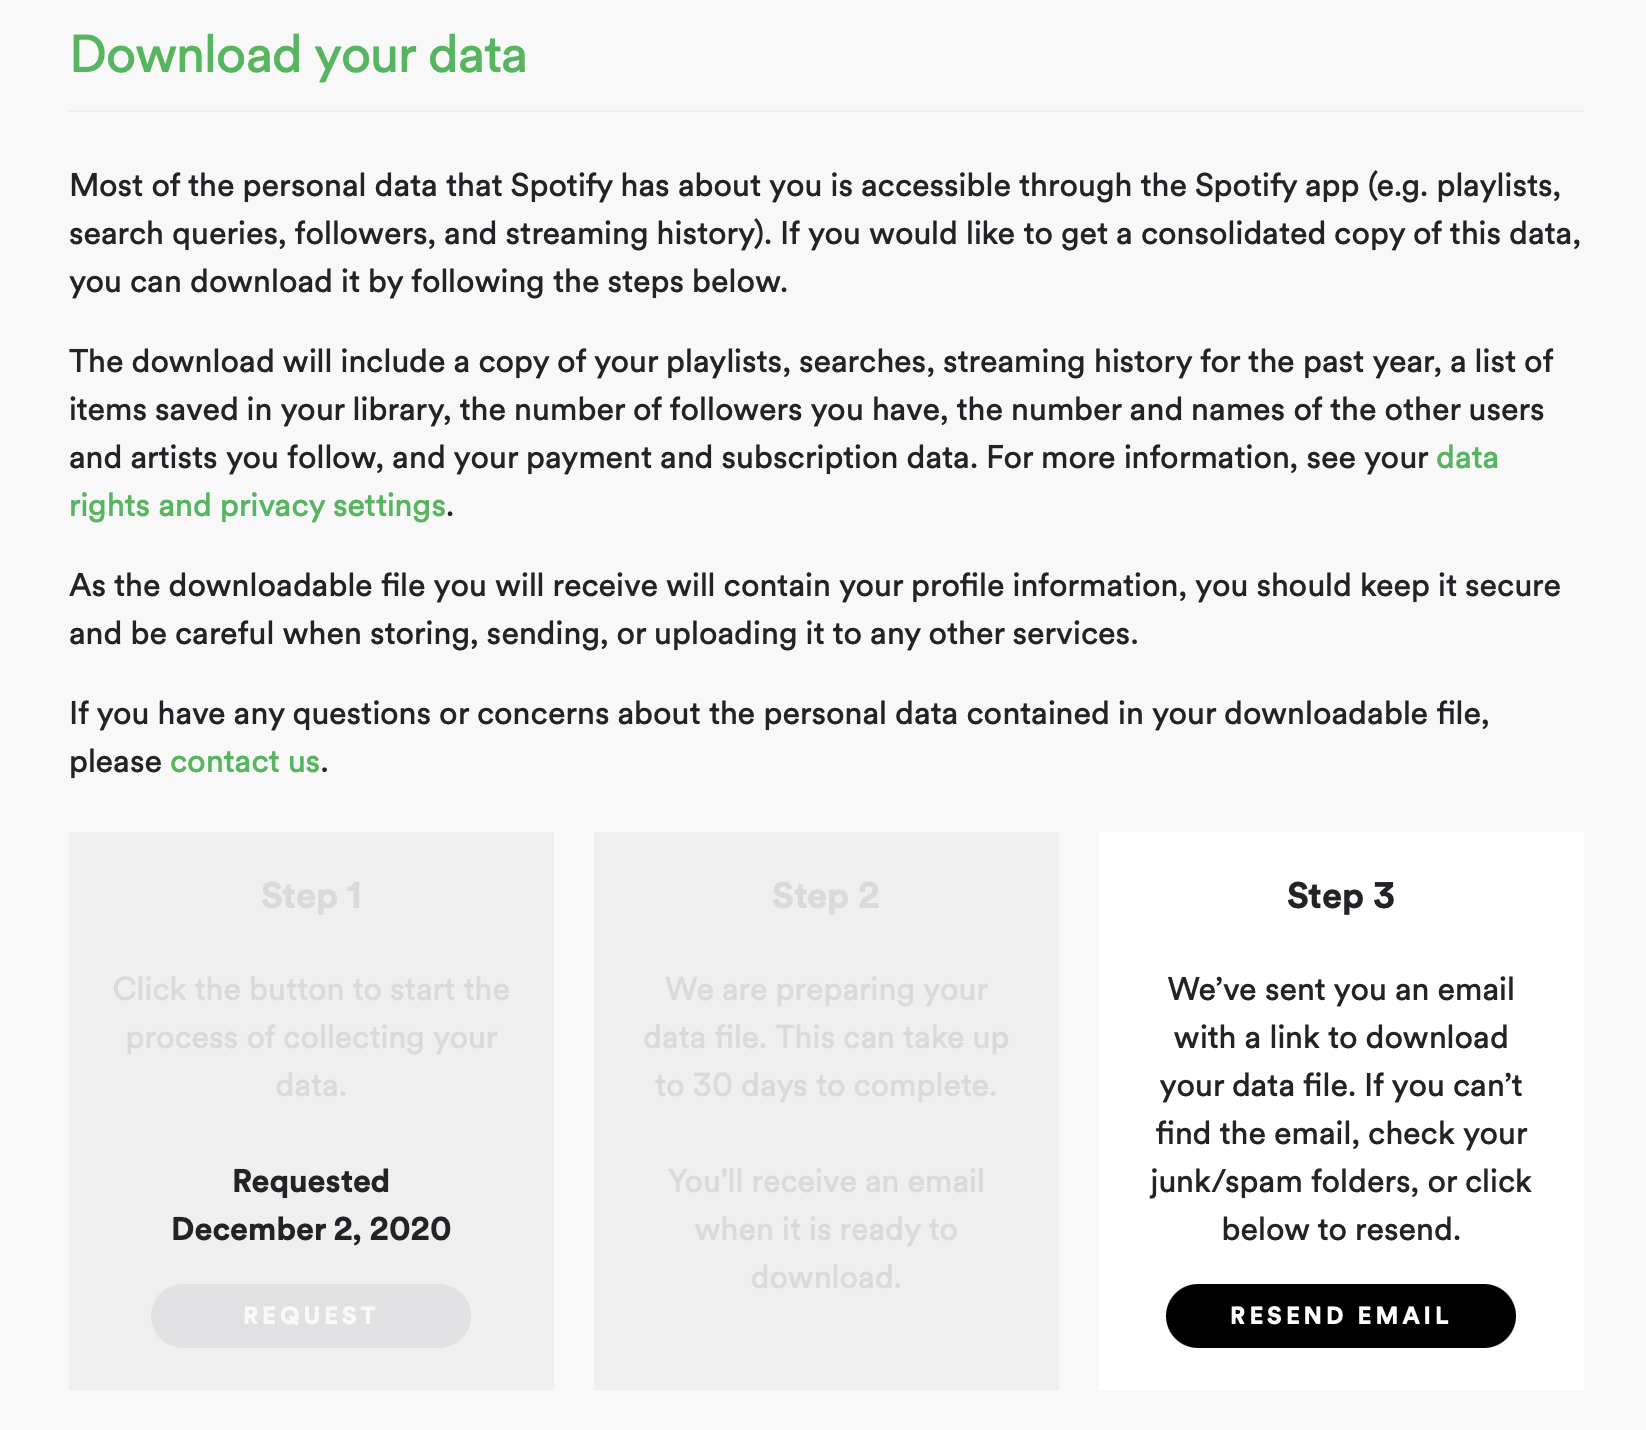 Download your data
Most of the personal data that Spotify has about you is accessible through the Spotify app (e.g. playlists,
search queries, followers, and streaming history). If you would like to get a consolidated copy of this data,
you can download it by following the steps below.
The download will include a copy of your playlists, searches, streaming history for the past year, a list of
items saved in your library, the number of followers you have, the number and names of the other users
and artists you follow, and your payment and subscription data. For more information, see your data
rights and privacy settings.
As the downloadable file you will receive will contain your profile information, you should keep it secure
and be careful when storing, sending, or uploading it to any other services.
If you have any questions or concerns about the personal data contained in your downloadable file,
please contact us.
Step 1
Click the button to start the
process of collecting your
data.
Requested
December 2, 2020
REQUEST
Step 2
We are preparing your
data file. This can take up
to 30 days to complete.
You'll receive an email
when it is ready to
download.
Step 3
We’ve sent you an email
with a link to download
your data file. If you can’t
find the email, check your
junk/spam folders, or click
below to resend.
RESEND EMAIL